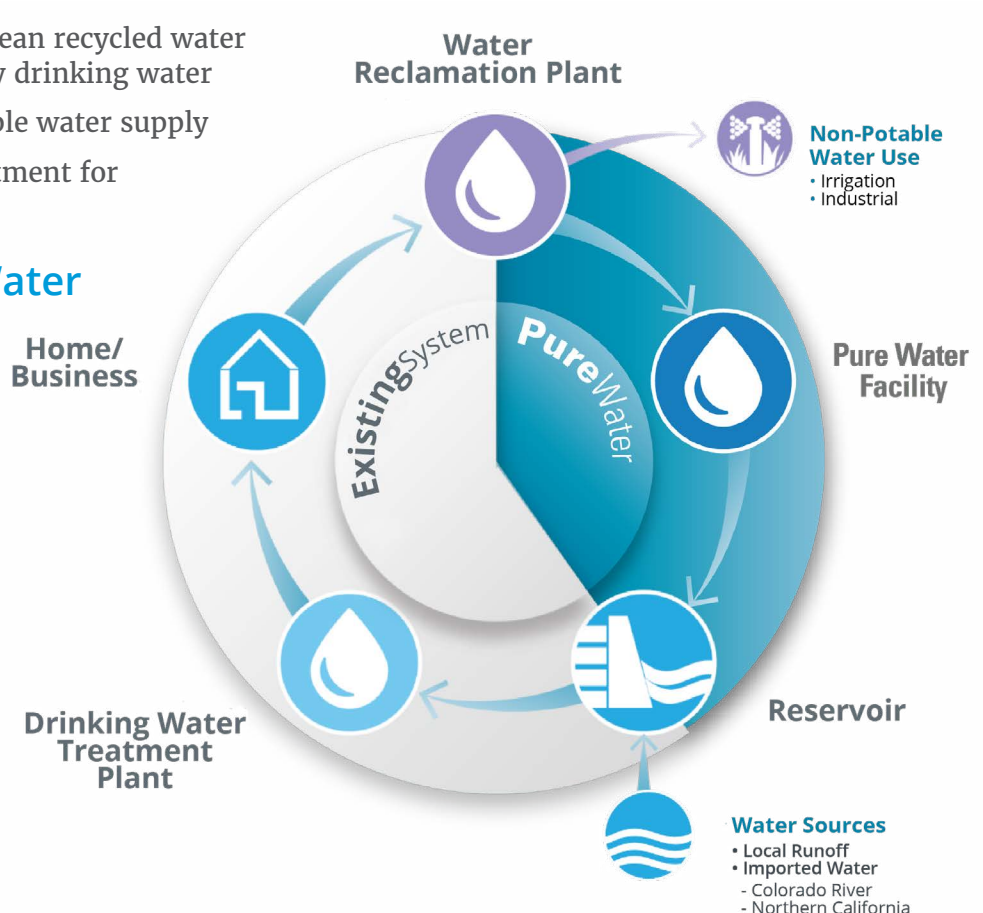 ean recycled water
drinking water
ble water supply
tment for
Water
Water
Reclamation Plant
Non-Potable
Water Use
• Irrigation
• Industrial
Home/
Business
ExistingSystem
PureWater
Pure Water
Facility
Drinking Water
Treatment
Plant
Reservoir
Water Sources
• Local Runoff
• Imported Water
- Colorado River
- Northern California